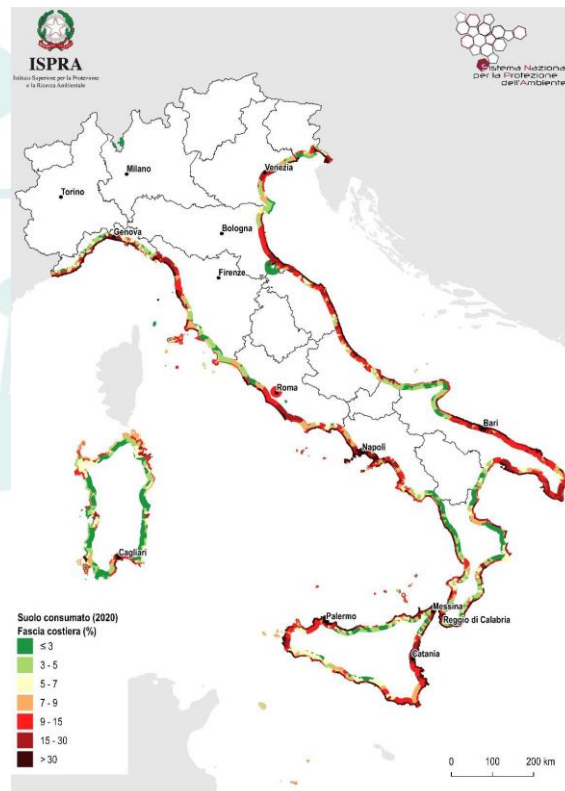 ISPRA
Istituto Superiore per la Protezione
e la Ricerca Ambientale
Sistema Nazionale
per la Protezione
dell'Ambiente
Milano
Venezia
Torino
Bologna
Genova
Firenze
Roma
Bari
Napoli
Cagliari
Messina
Palermo
Reggio di Calabria
Catania
Suolo consumato (2020)
Fascia costiera (%)
≤ 3
3 - 5
5 - 7
7 - 9
9 - 15
15 - 30
> 30
0 100 200 km